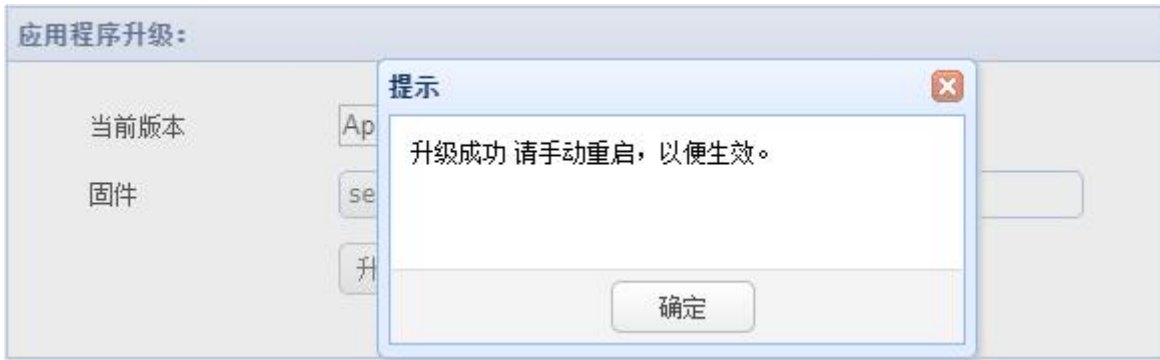 应用程序升级:
提示
当前版本
Ap
升级成功 请手动重启，以便生效。
固件
se
升
确定